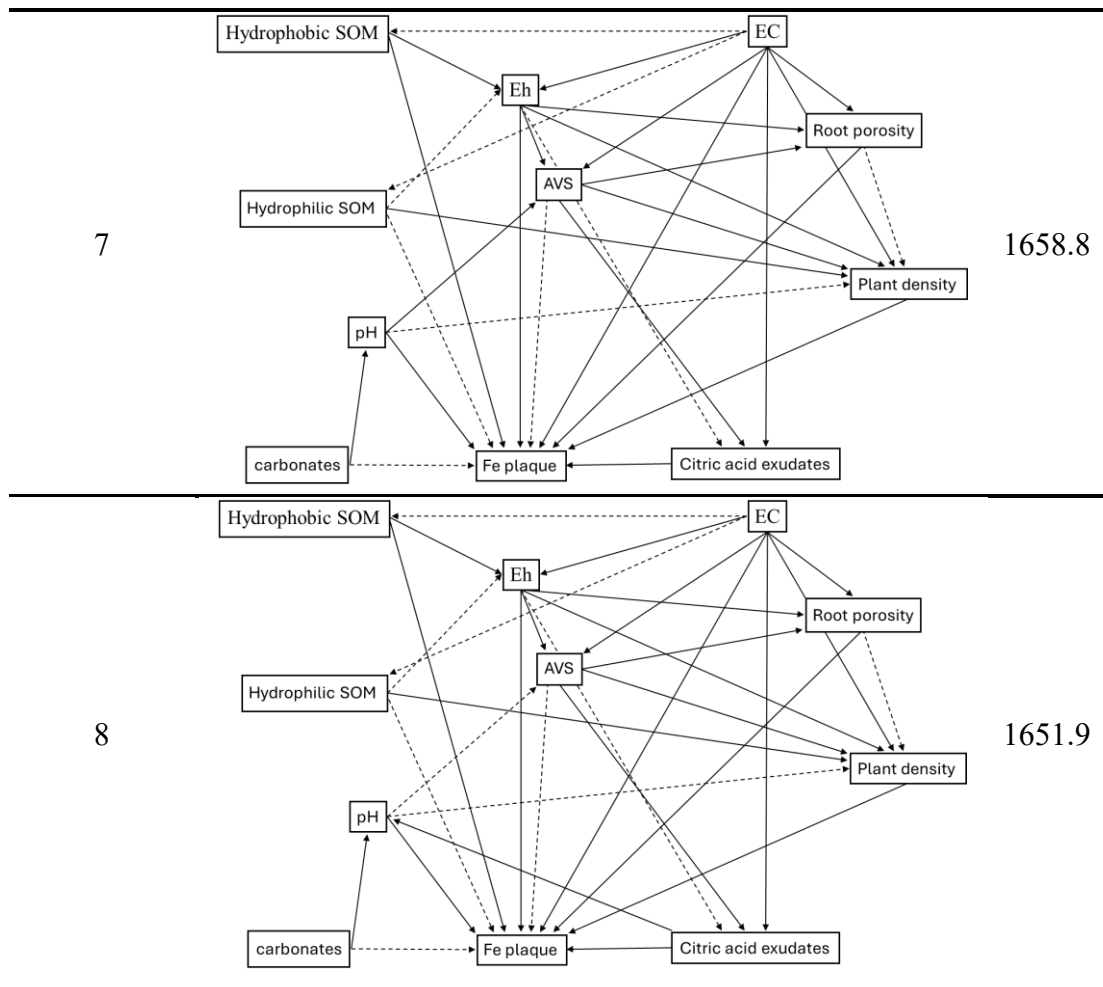 Hydrophobic SOM
EC
Eh
Root porosity
AVS
Hydrophilic SOM
7
1658.8
Plant density
pH
carbonates
Fe plaque
Citric acid exudates
Hydrophobic SOM
EC
Eh
Root porosity
AVS
Hydrophilic SOM
8
1651.9
Plant density
pH
carbonates
Fe plaque
Citric acid exudates